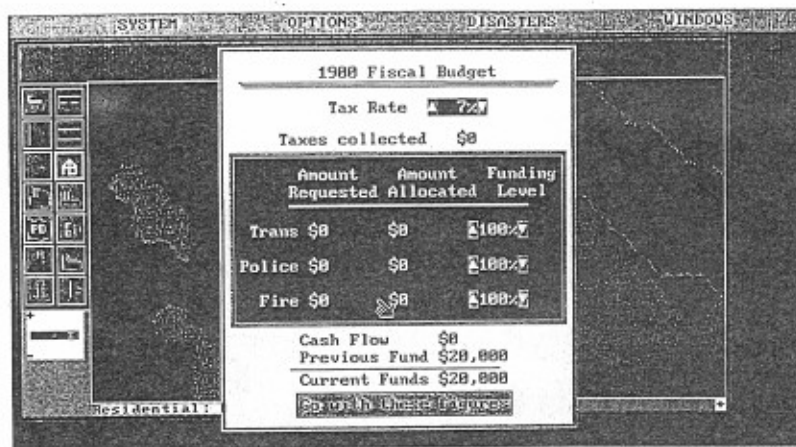 SYSTEM OPTIONS DISASTERS WINDOWS
1900 Fiscal Budget
Tax Rate 7%
Taxes collected $0
Amount Requested Amount Allocated Funding Level
Trans $0 $0 100%
Police $0 $0 100%
Fire $0 $0 100%
Cash Flow $0
Previous Fund $20,000
Current Funds $20,000
Go with these figures
PD
Residential: